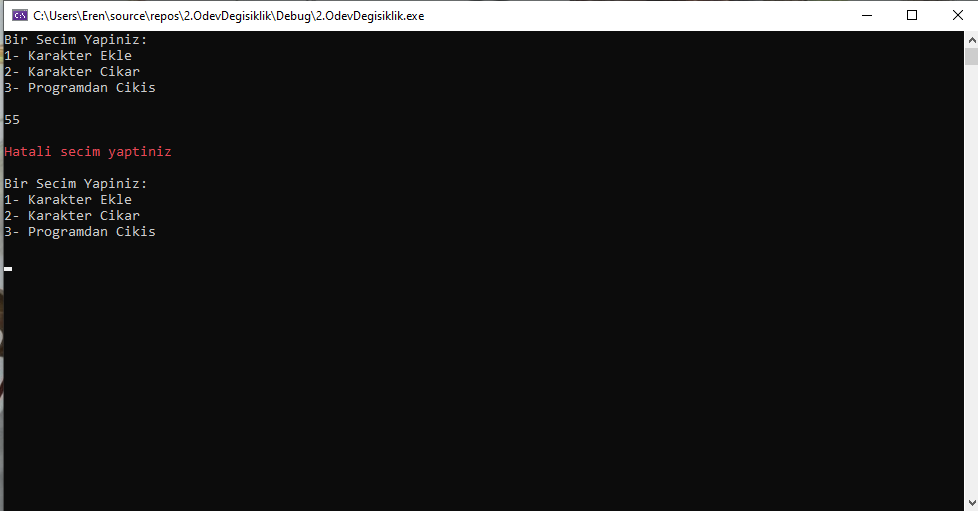 C:\Users\Eren\source\repos\2.OdevDegisiklik\Debug\2.OdevDegisiklik.exe
Bir Secim Yapiniz:
1- Karakter Ekle
2- Karakter Cikar
3- Programdan Cikis
55
Hatali secim yaptiniz
Bir Secim Yapiniz:
1- Karakter Ekle
2- Karakter Cikar
3- Programdan Cikis